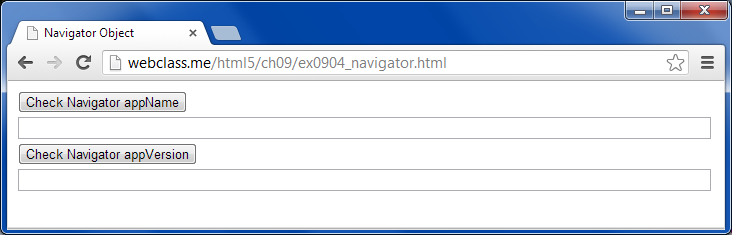 Navigator Object
webclass.me/html5/ch09/ex0904_navigator.html
Check Navigator appName
Check Navigator appVersion